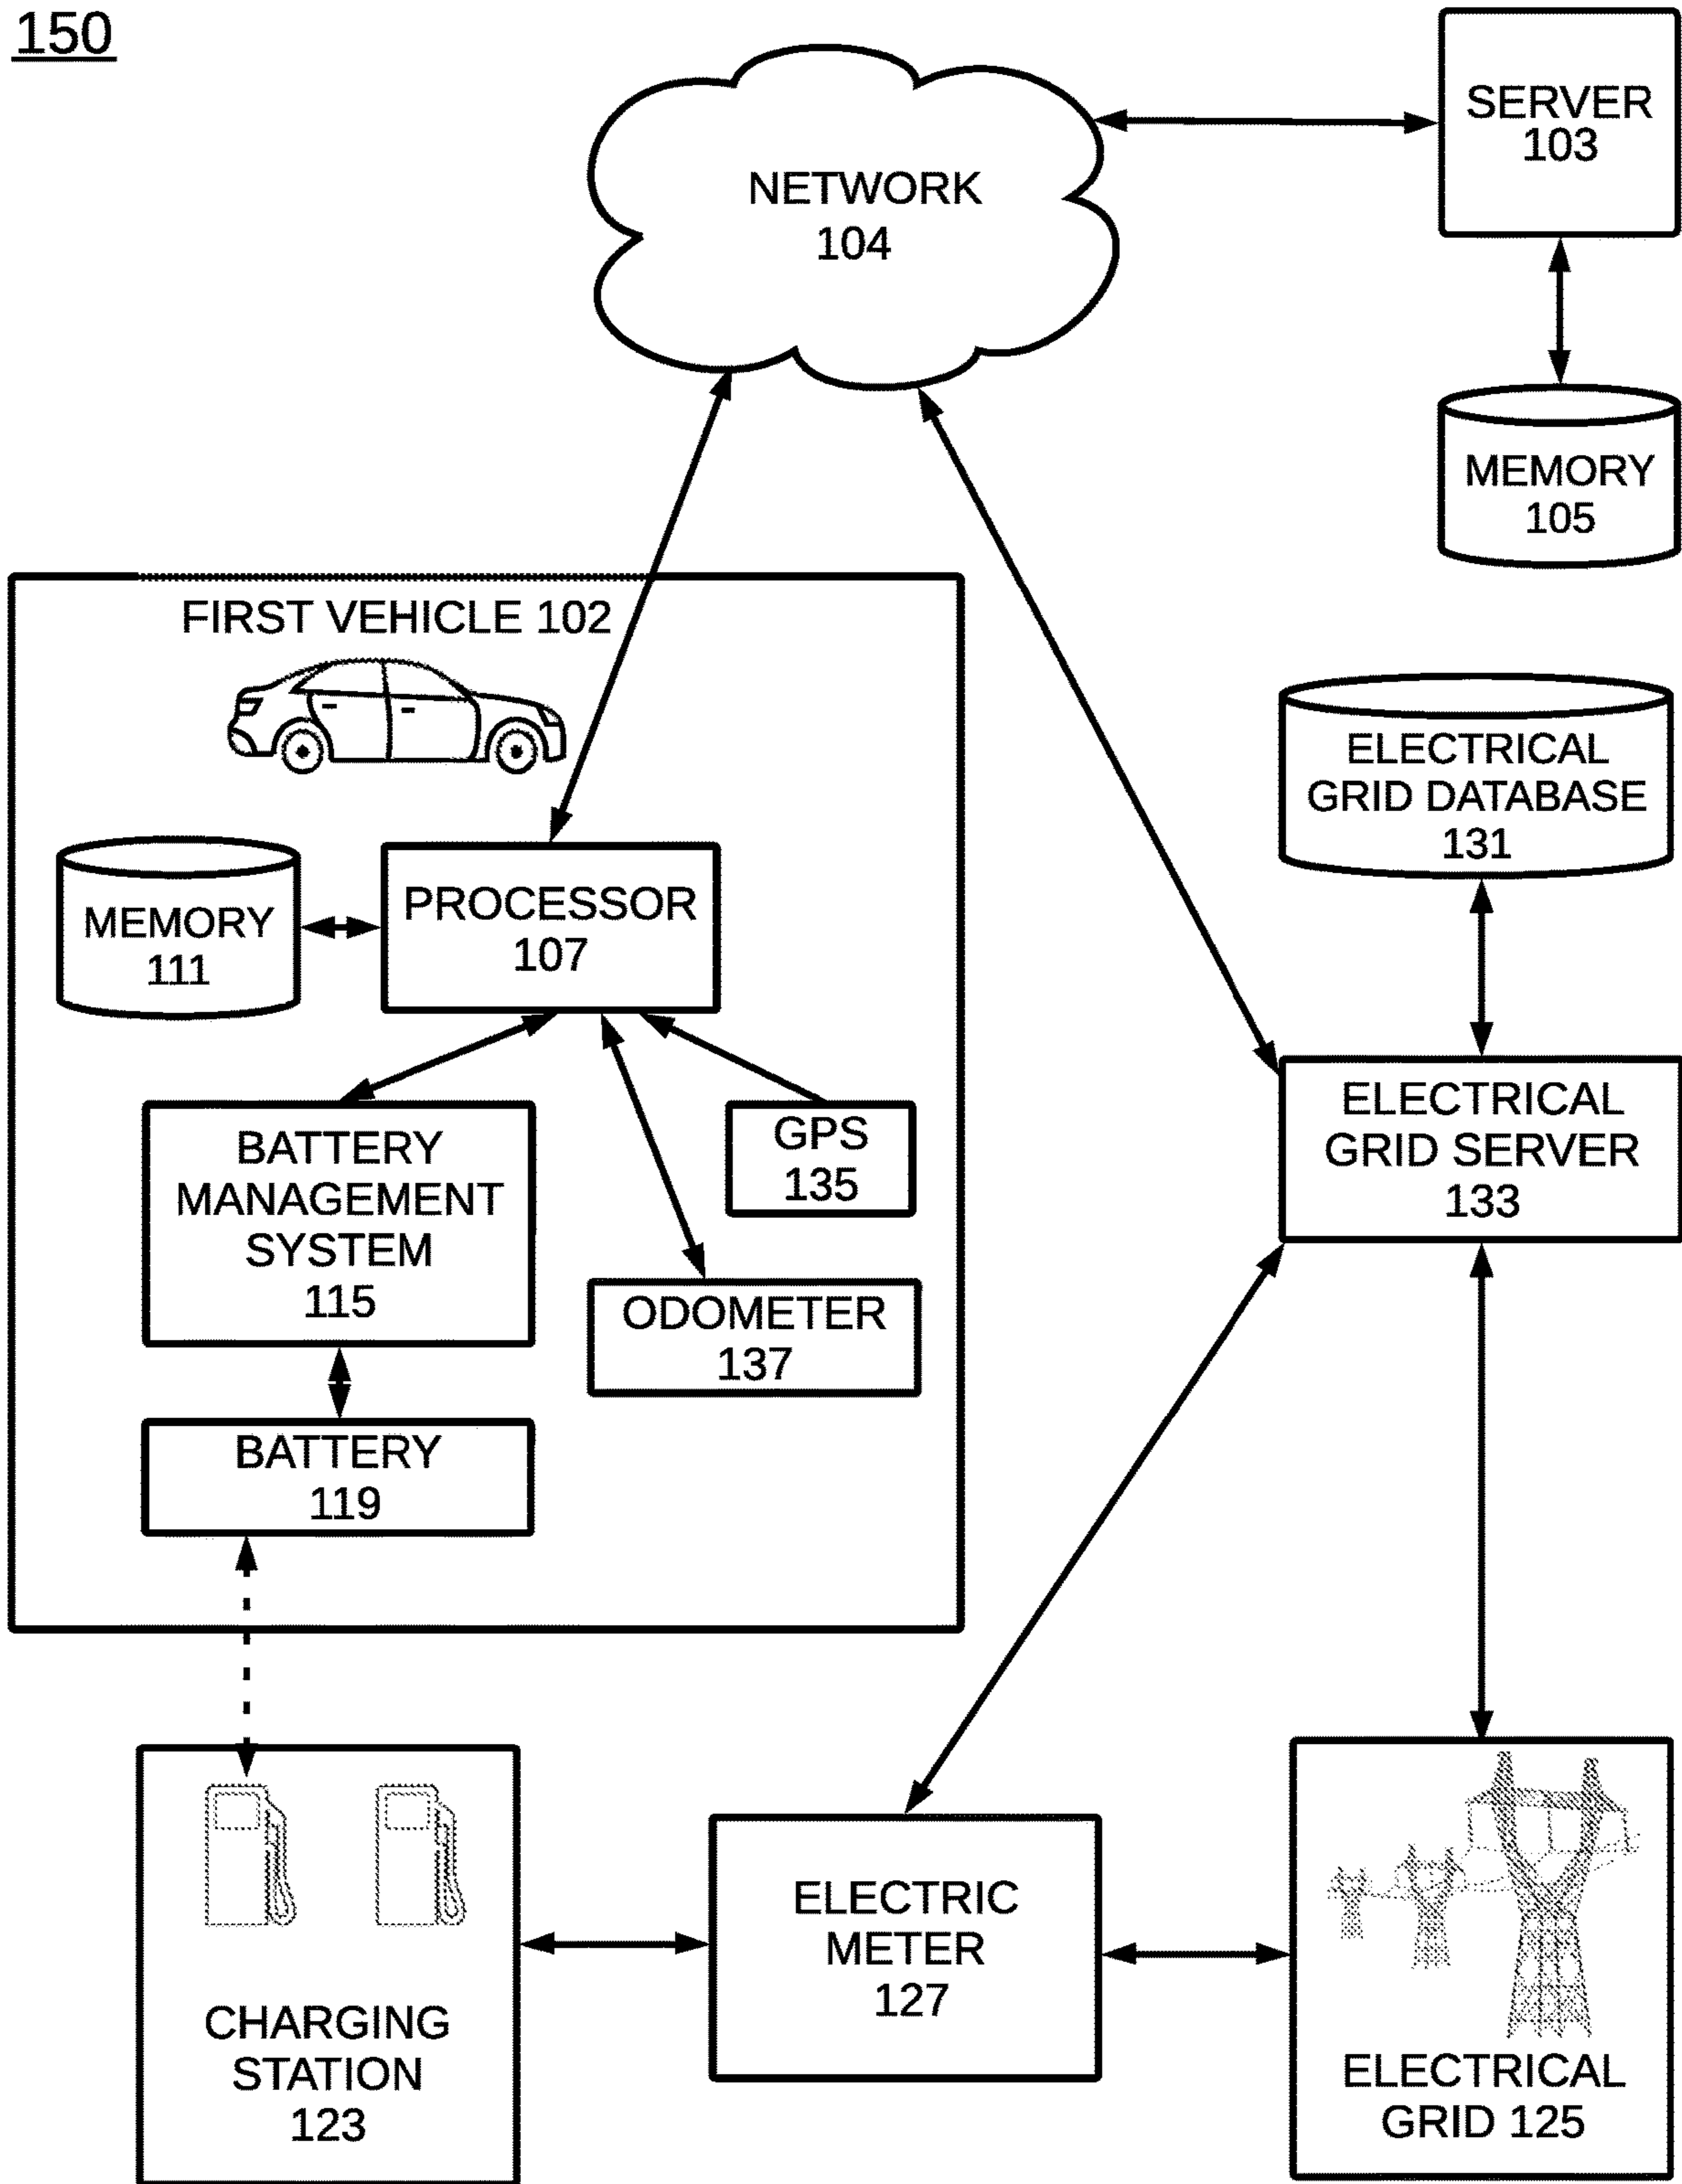 150
SERVER
103
NETWORK
104
MEMORY
105
FIRST VEHICLE 102
ELECTRICAL
GRID DATABASE
131
PROCESSOR
107
MEMORY
111
ELECTRICAL
GRID SERVER
133
GPS
135
BATTERY
MANAGEMENT
SYSTEM
115
ODOMETER
137
BATTERY
119
ELECTRIC
METER
127
CHARGING
STATION
123
ELECTRICAL
GRID 125